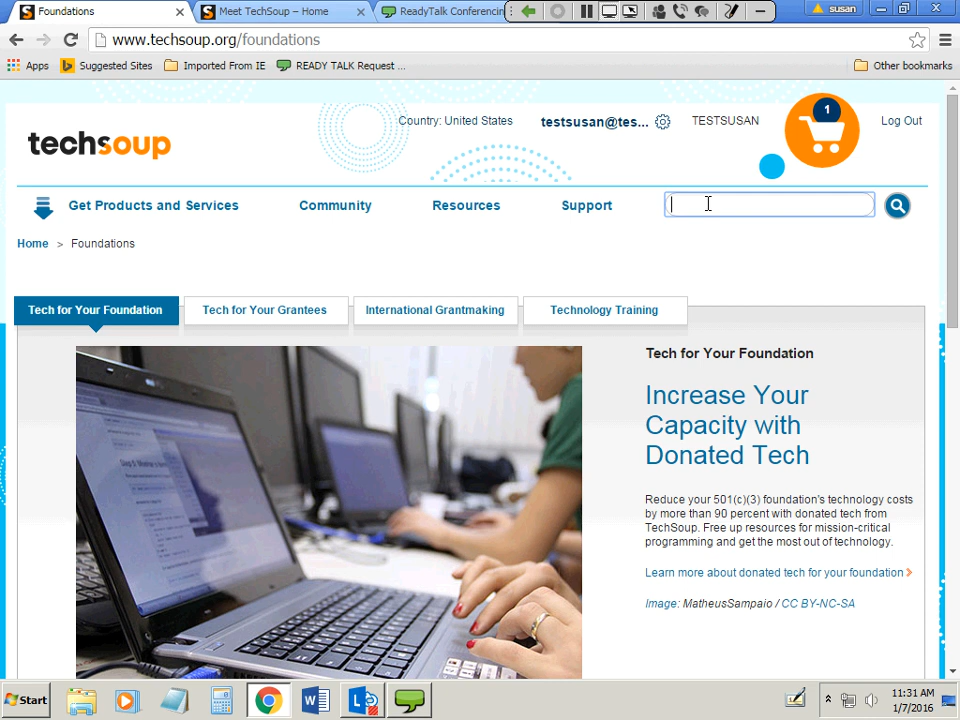 Foundations
Meet TechSoup – Home
ReadyTalk Conferencin
susan
www.techsoup.org/foundations
Apps
Suggested Sites
Imported From IE
READY TALK Request ...
Other bookmarks
techsoup
Country: United States
testsusan@tes...
TESTSUSAN
1
Log Out
Get Products and Services
Community
Resources
Support
Home > Foundations
Tech for Your Foundation
Tech for Your Grantees
International Grantmaking
Technology Training
Tech for Your Foundation
Increase Your
Capacity with
Donated Tech
Reduce your 501(c)(3) foundation's technology costs
by more than 90 percent with donated tech from
TechSoup. Free up resources for mission-critical
programming and get the most out of technology.
Learn more about donated tech for your foundation >
Image: MatheusSampaio / CC BY-NC-SA
Start
11:31 AM
1/7/2016